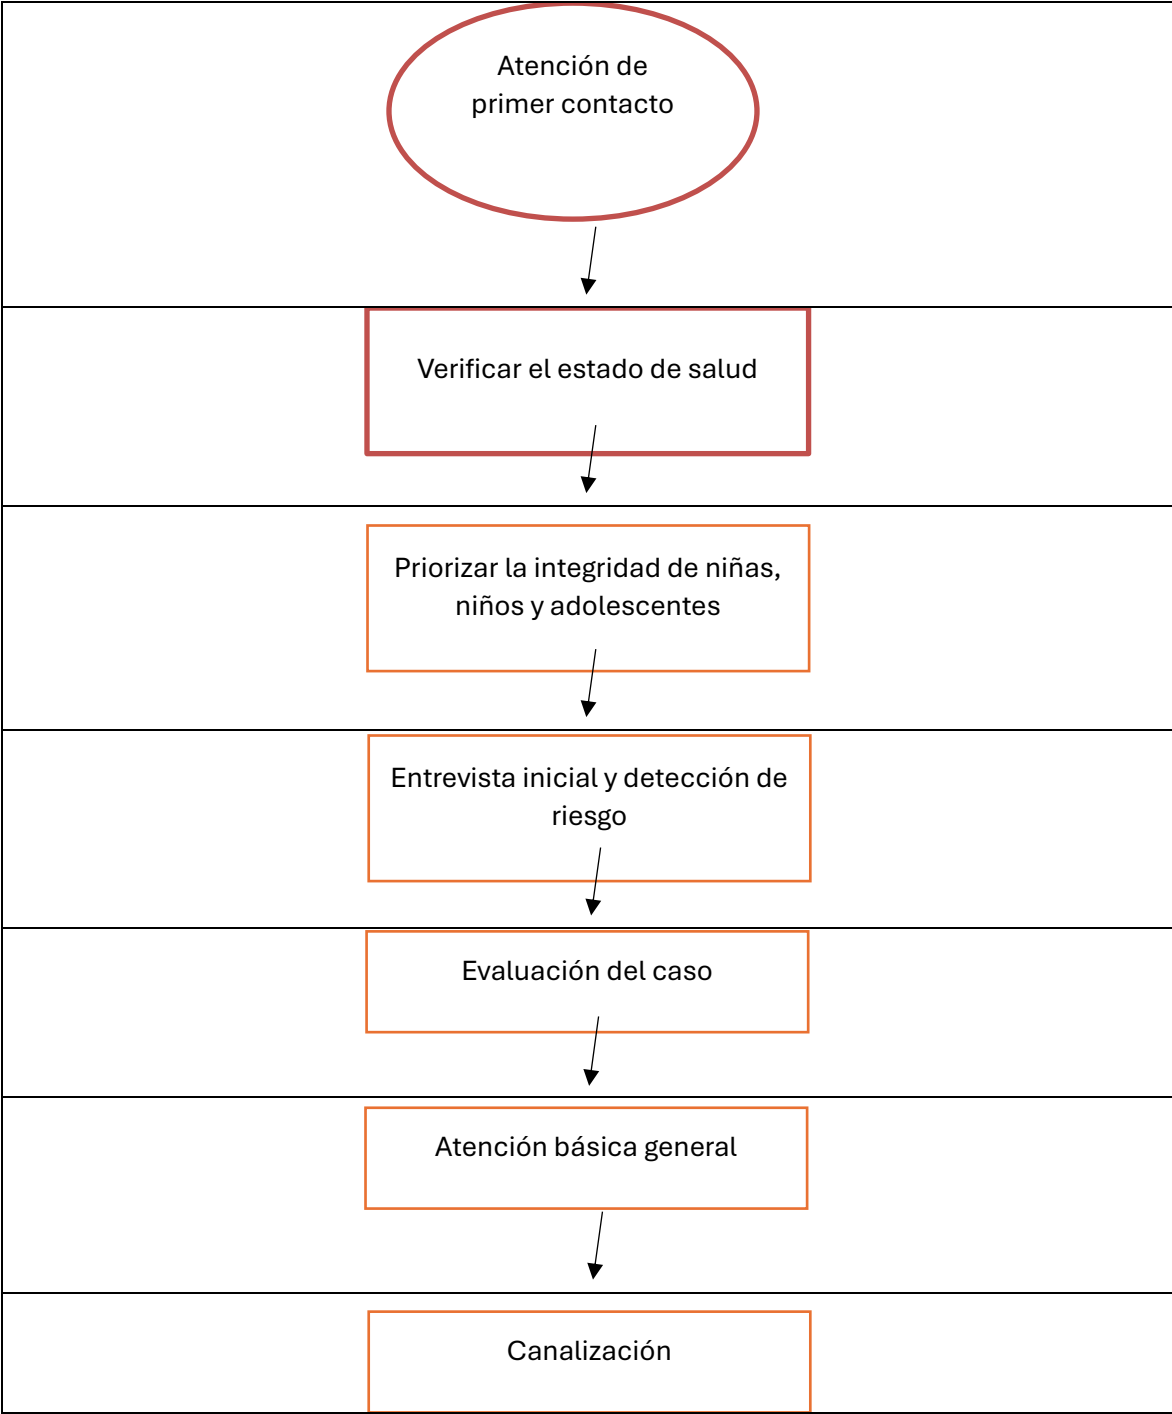 Atención de
primer contacto
Verificar el estado de salud
Priorizar la integridad de niñas,
niños y adolescentes
Entrevista inicial y detección de
riesgo
Evaluación del caso
Atención básica general
Canalización